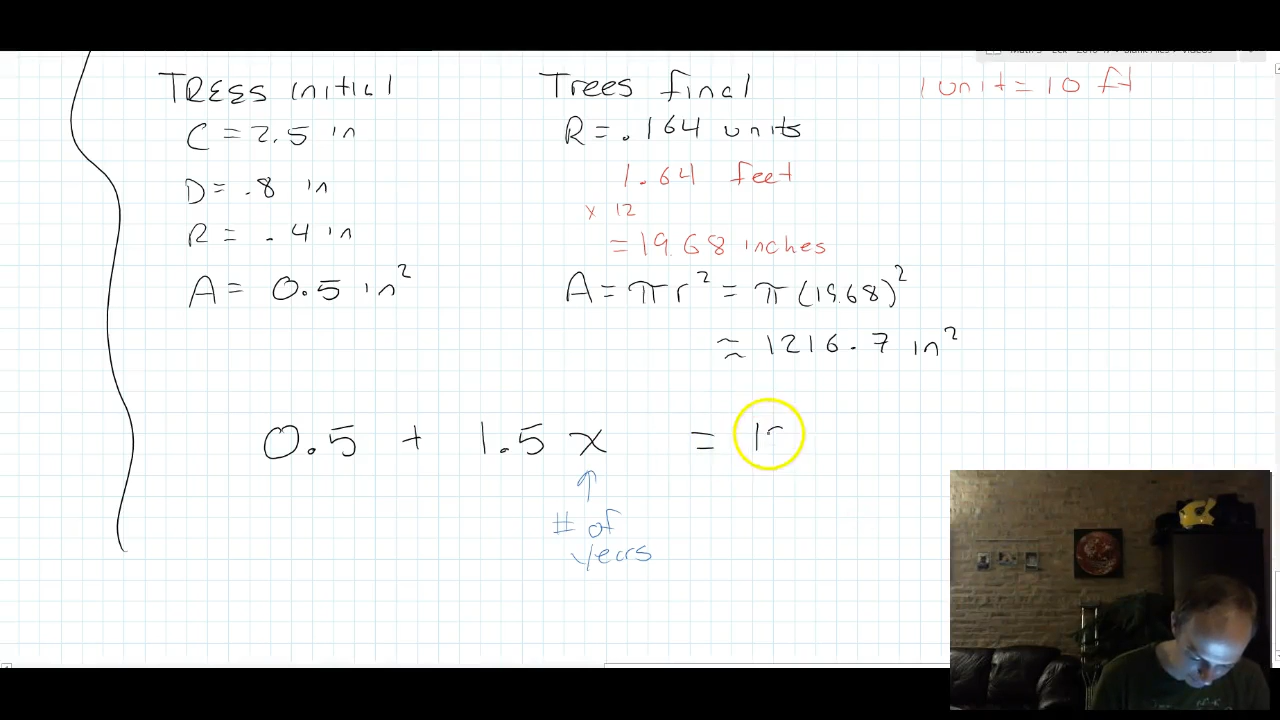 TREES initial
C = 2.5 in
D = .8 in
R = .4 in
A = 0.5 in²
Trees final
R = .164 units
1.64 feet
x 12
= 19.68 inches
A = πr² = π(19.68)²
≈ 1216.7 in²
1 unit = 10 ft
0.5 + 1.5 x = 1
↑
# of
years